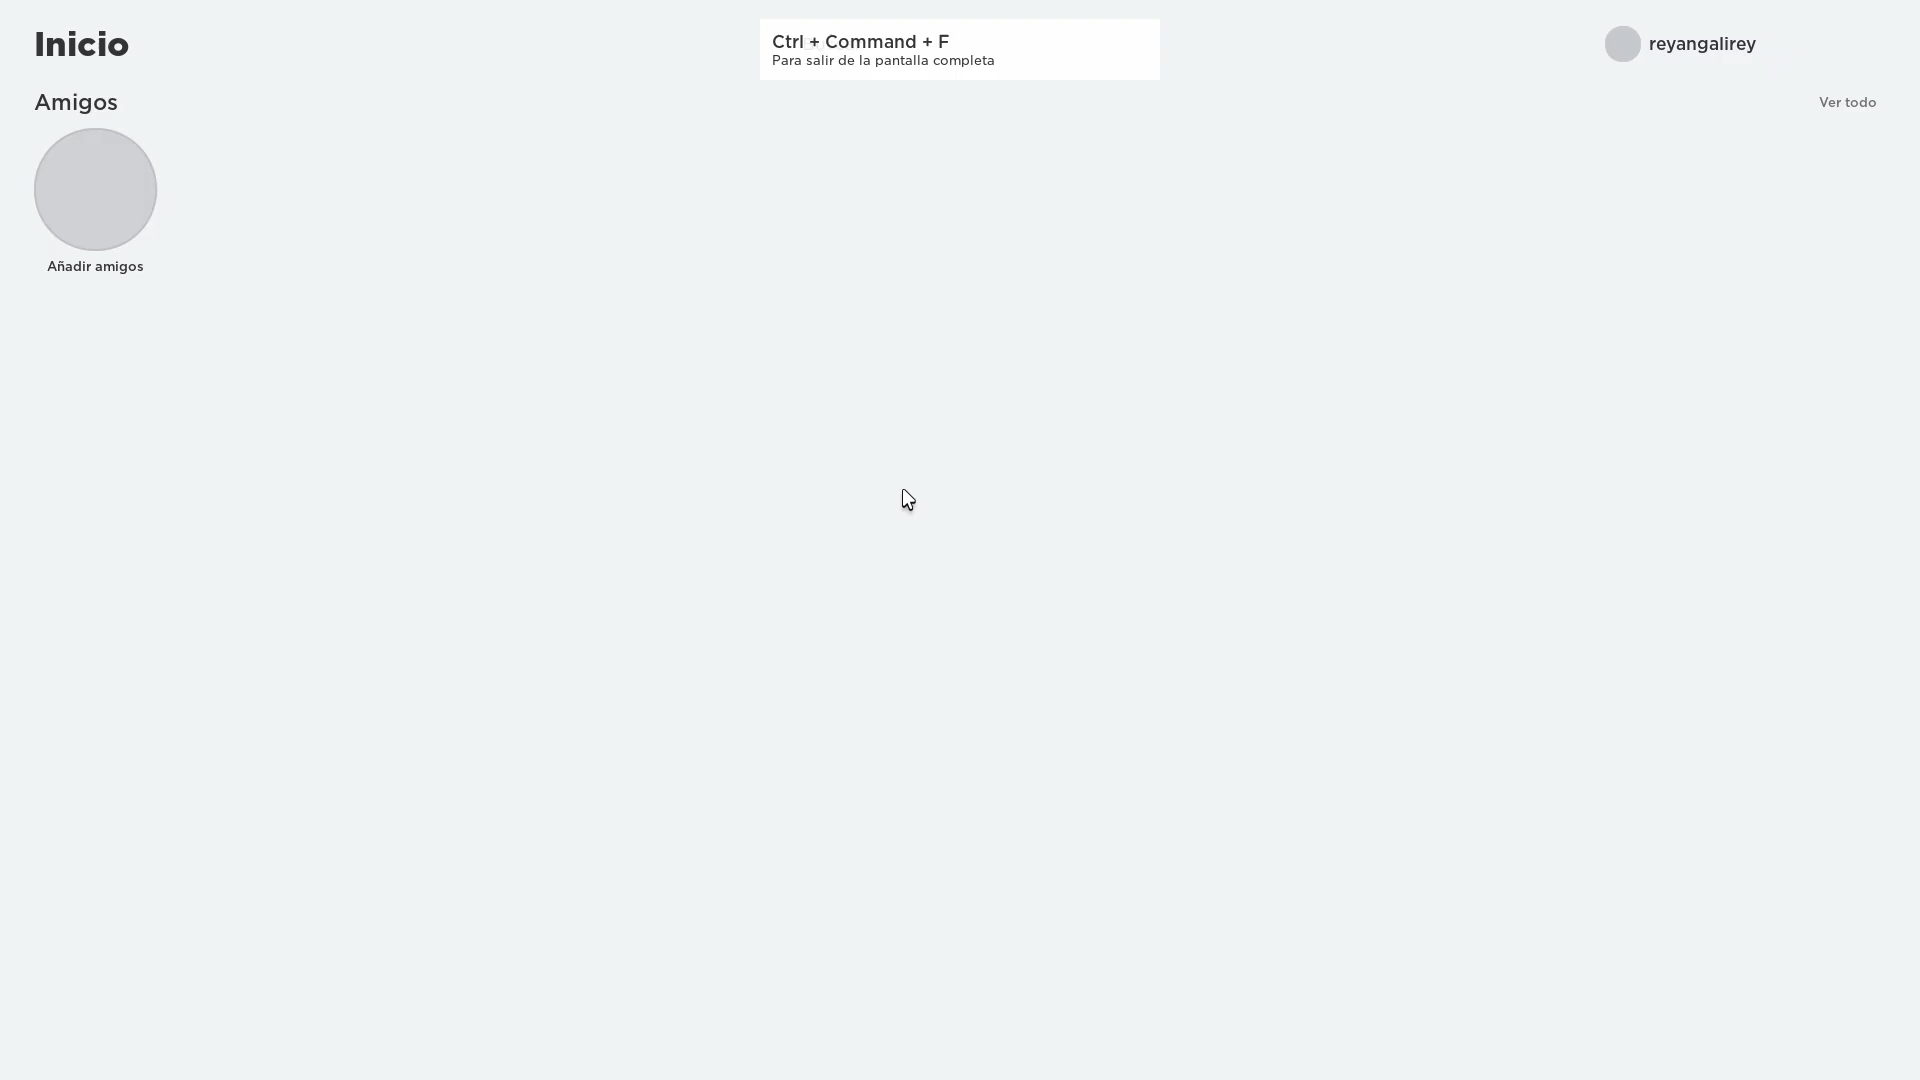 Inicio
Ctrl + Command + F
Para salir de la pantalla completa
reyangalirey
Amigos
Ver todo
Añadir amigos